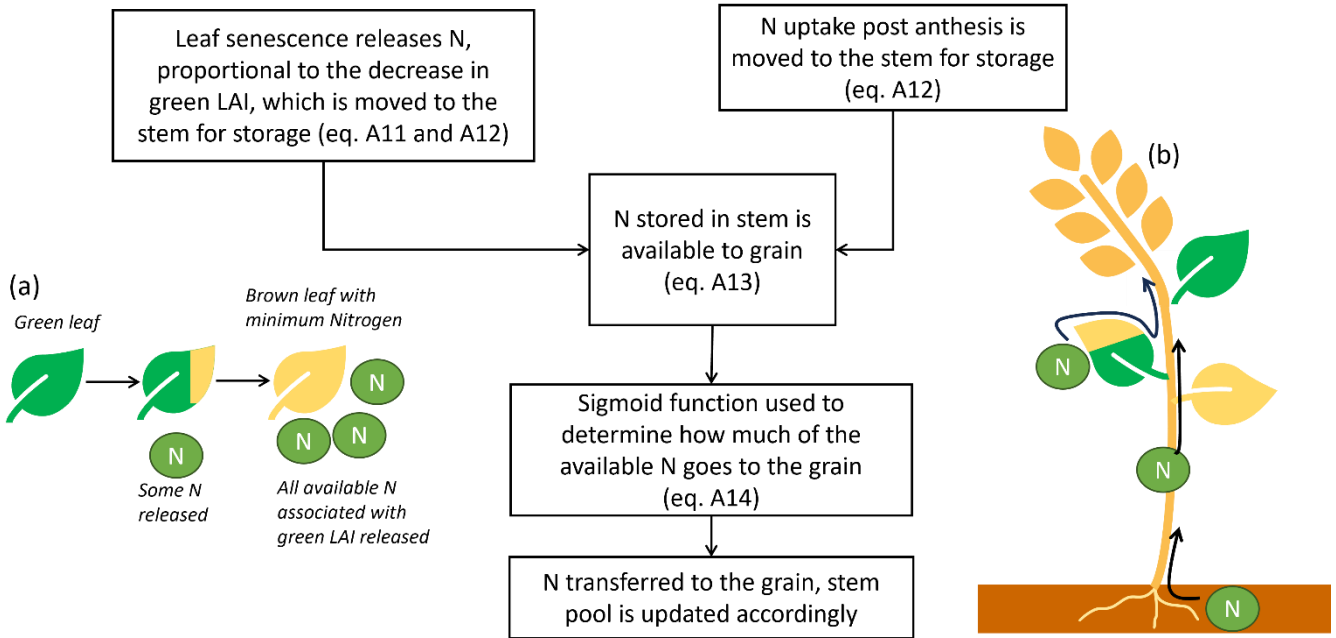 Leaf senescence releases N,
proportional to the decrease in
green LAI, which is moved to the
stem for storage (eq. A11 and A12)
N uptake post anthesis is
moved to the stem for storage
(eq. A12)
N stored in stem is
available to grain
(eq. A13)
Sigmoid function used to
determine how much of the
available N goes to the grain
(eq. A14)
N transferred to the grain, stem
pool is updated accordingly
(a)
Green leaf
Brown leaf with
minimum Nitrogen
N
N
N
N
Some N
released
All available N
associated with
green LAI released
(b)
N
N
N